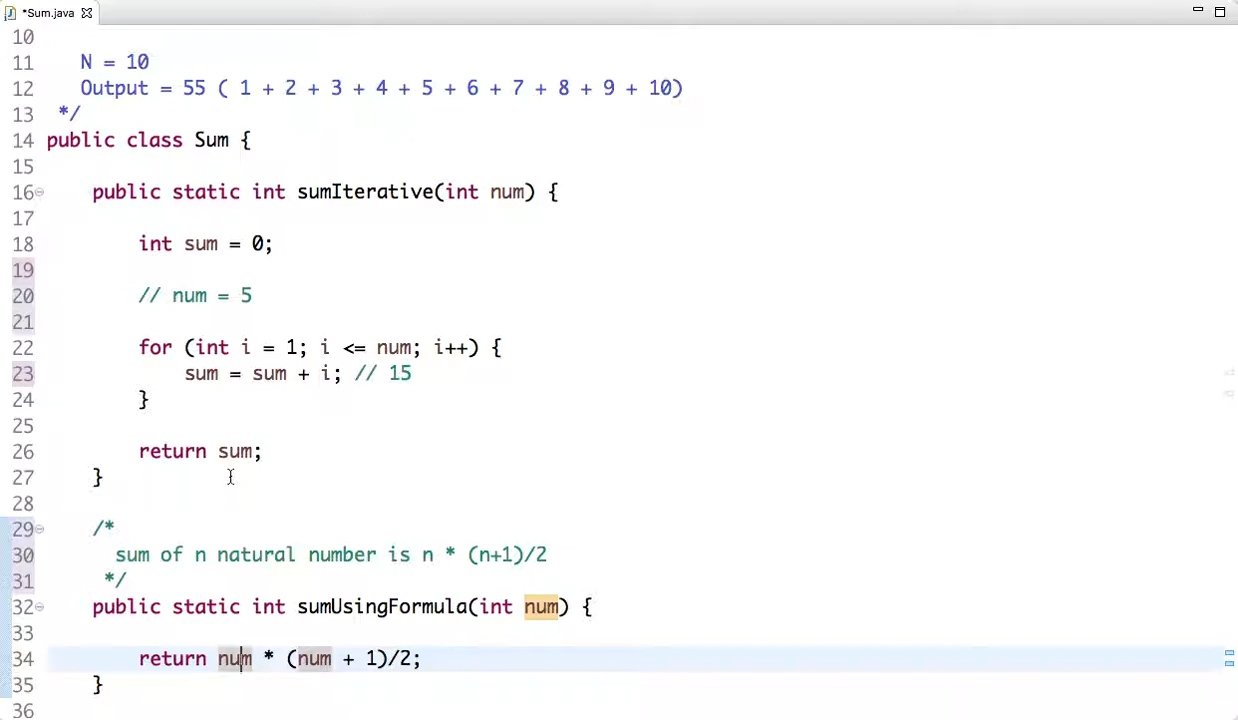 *Sum.java
10
11 N = 10
12 Output = 55 ( 1 + 2 + 3 + 4 + 5 + 6 + 7 + 8 + 9 + 10)
13 */
14 public class Sum {
15
16 public static int sumIterative(int num) {
17
18 int sum = 0;
19
20 // num = 5
21
22 for (int i = 1; i <= num; i++) {
23 sum = sum + i; // 15
24 }
25
26 return sum;
27 }
28
29 /*
30 sum of n natural number is n * (n+1)/2
31 */
32 public static int sumUsingFormula(int num) {
33
34 return num * (num + 1)/2;
35 }
36